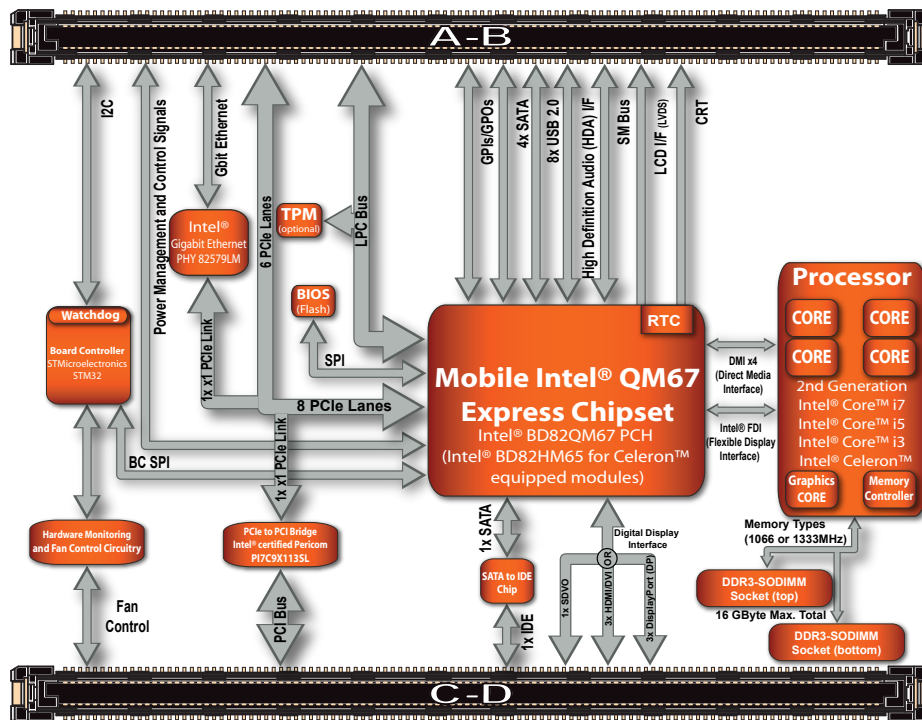 A-B
I2C
Power Management and Control Signals
Gbit Ethernet
6 PCIe Lanes
LPC Bus
GPIs/GPOs
4x SATA
8x USB 2.0
High Definition Audio (HDA) I/F
SM Bus
LCD I/F (LVDS)
CRT
Intel®
Gigabit Ethernet
PHY 82579LM
TPM
(optional)
BIOS
(Flash)
SPI
Watchdog
Board Controller
STMicroelectronics
STM32
1x x1 PCIe Link
8 PCIe Lanes
1x x1 PCIe Link
BC SPI
RTC
Mobile Intel® QM67
Express Chipset
Intel® BD82QM67 PCH
(Intel® BD82HM65 for Celeron™
equipped modules)
DMI x4
(Direct Media
Interface)
Intel® FDI
(Flexible Display
Interface)
Processor
CORE
CORE
CORE
CORE
2nd Generation
Intel® Core™ i7
Intel® Core™ i5
Intel® Core™ i3
Intel® Celeron™
Graphics
CORE
Memory
Controller
Hardware Monitoring
and Fan Control Circuitry
PCIe to PCI Bridge
Intel® certified Pericom
PI7C9X113SL
1x SATA
SATA to IDE
Chip
1x IDE
Digital Display
Interface
OR
1x SDVO
3x HDMI/DVI
3x DisplayPort (DP)
Memory Types
(1066 or 1333MHz)
DDR3-SODIMM
Socket (top)
16 GByte Max. Total
DDR3-SODIMM
Socket (bottom)
Fan
Control
PCI Bus
C-D